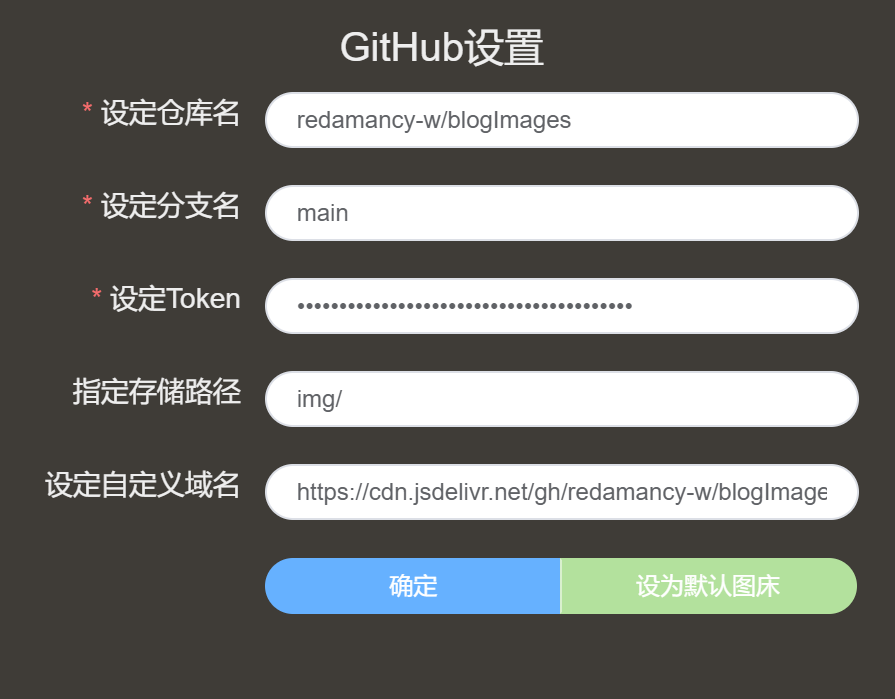 GitHub设置
* 设定仓库名 redamancy-w/blogImages
* 设定分支名 main
* 设定Token ••••••••••••••••••••••••••••••••••••••••
指定存储路径 img/
设定自定义域名 https://cdn.jsdelivr.net/gh/redamancy-w/blogImage
确定 设为默认图床